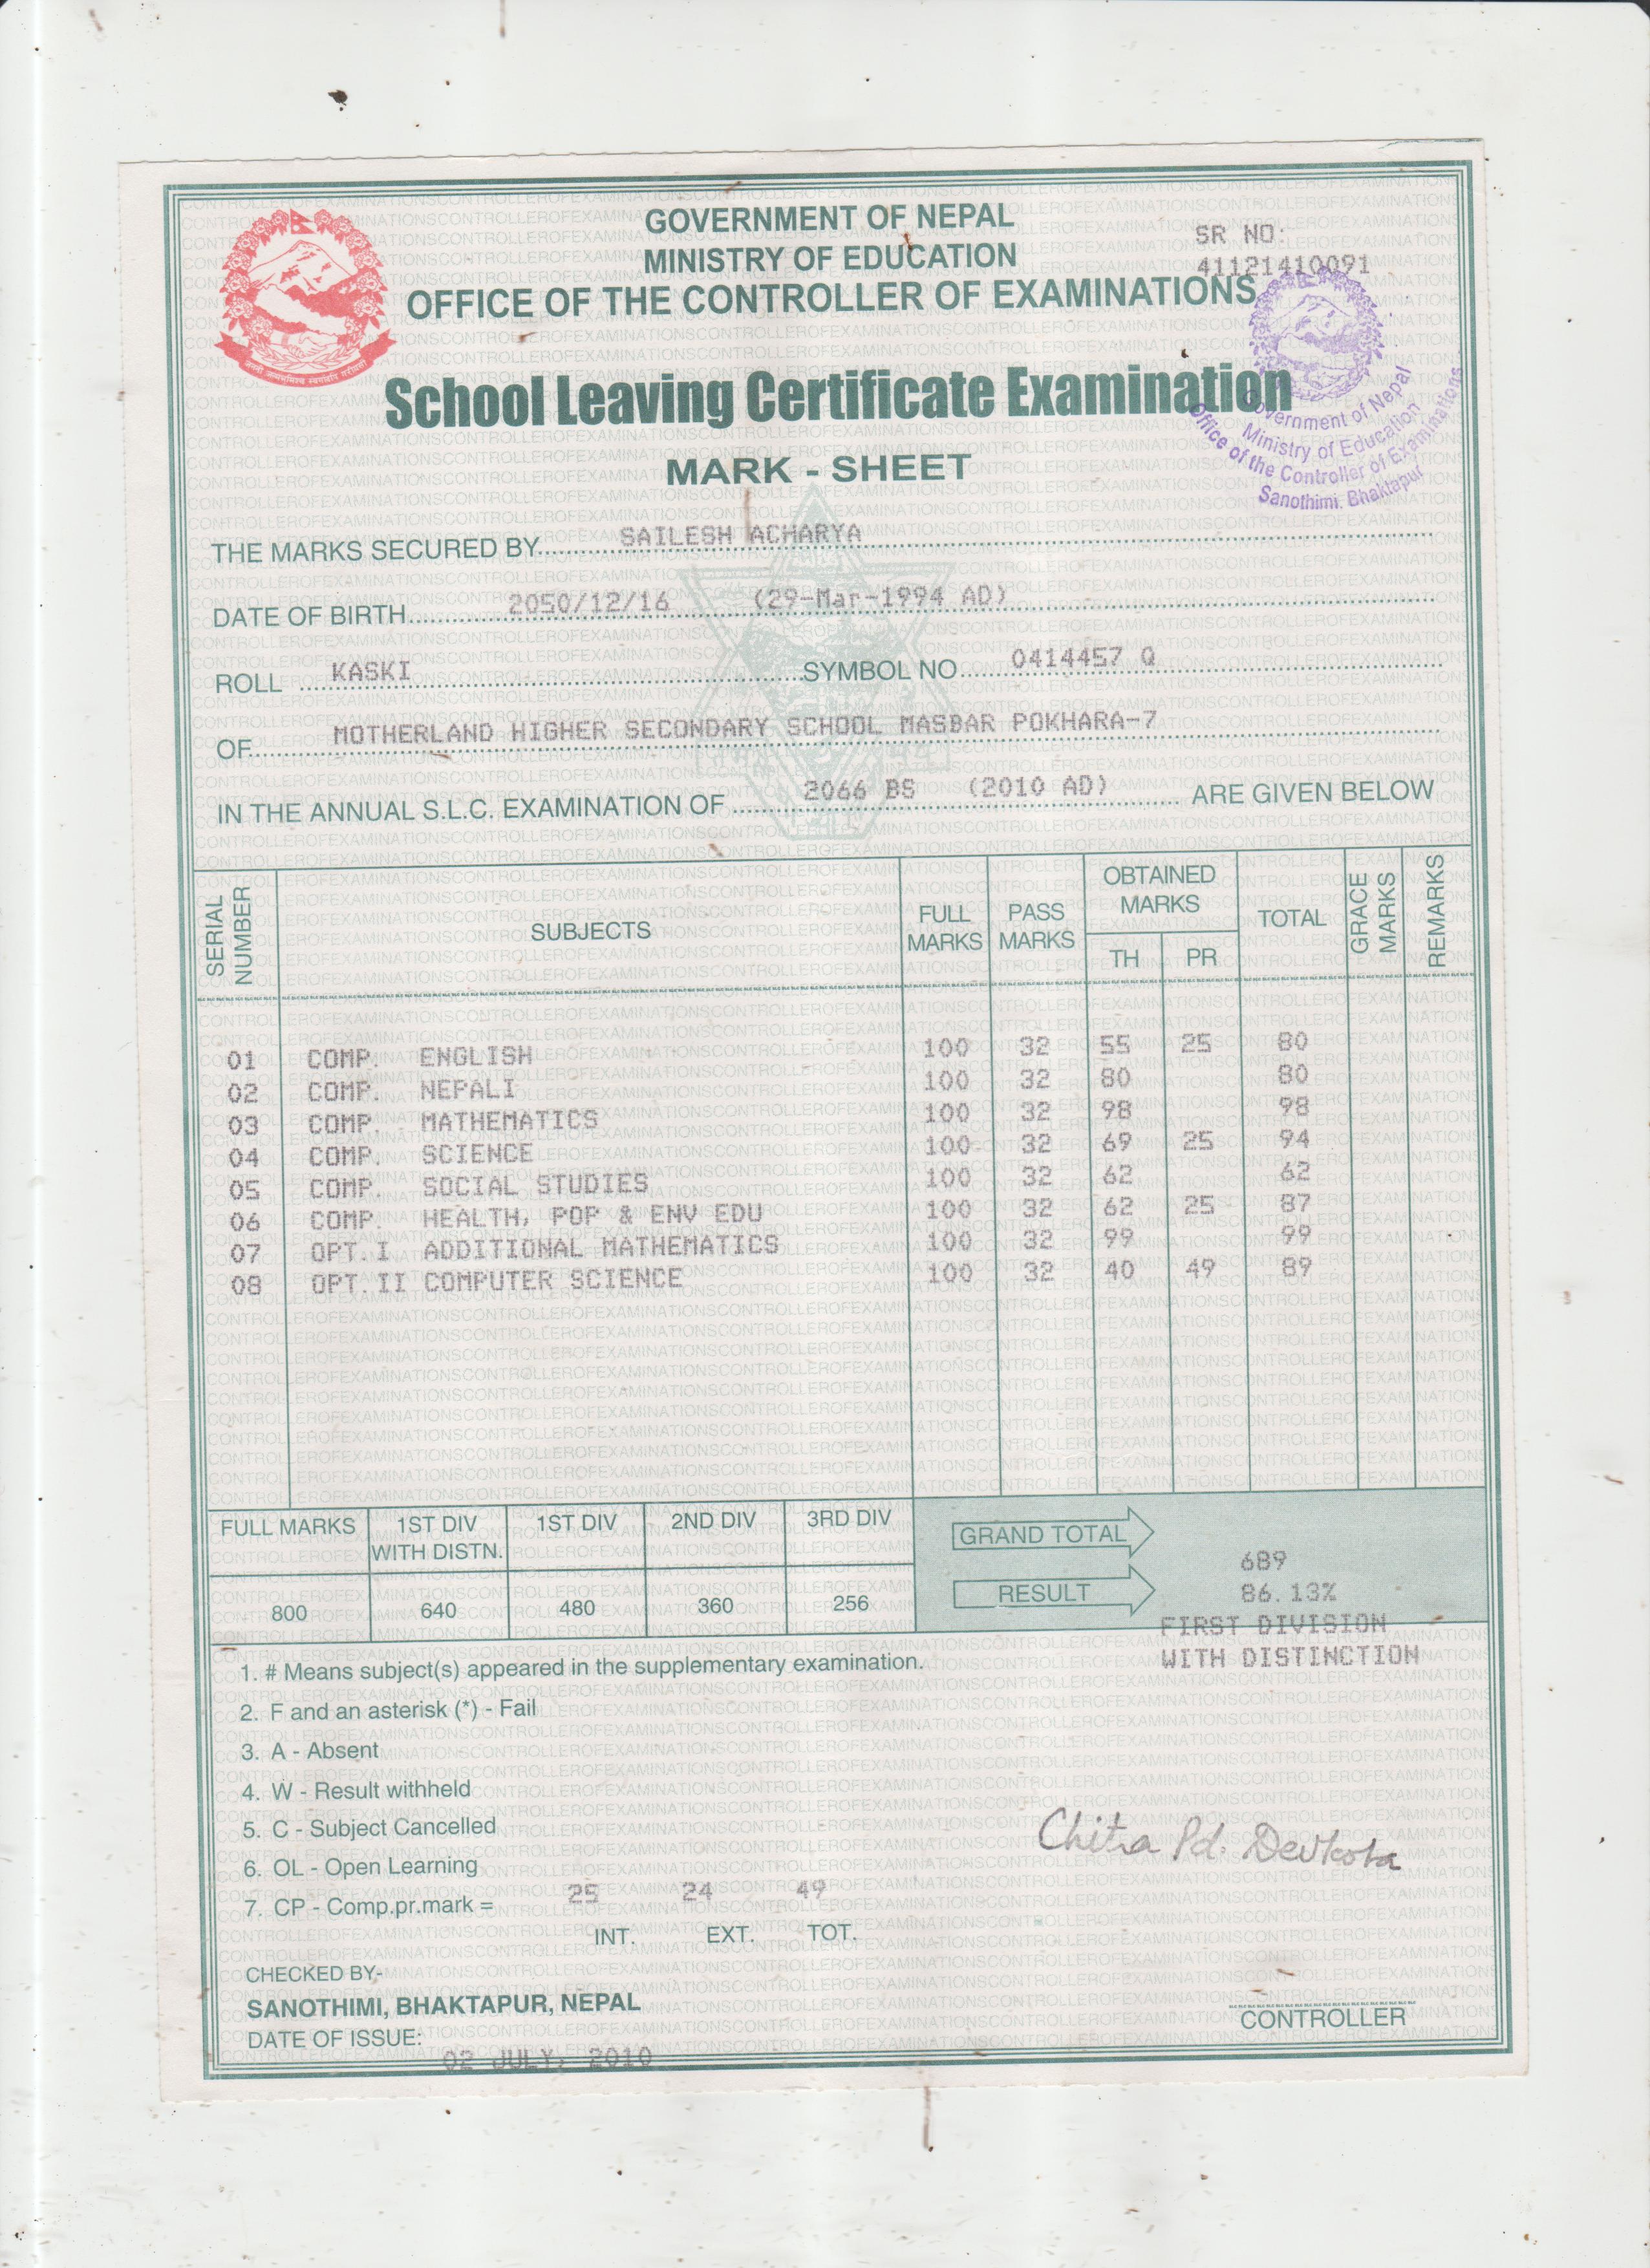 GOVERNMENT OF NEPAL
MINISTRY OF EDUCATION
OFFICE OF THE CONTROLLER OF EXAMINATIONS
SR NO:
41121410091
Government of Nepal
Ministry of Education
Office of the Controller of Examinations
Sanothimi, Bhaktapur
School Leaving Certificate Examination
MARK - SHEET
THE MARKS SECURED BY SAILESH ACHARYA
DATE OF BIRTH 2050/12/16 (29-Mar-1994 AD)
ROLL KASKI SYMBOL NO 0414457 Q
OF MOTHERLAND HIGHER SECONDARY SCHOOL MASBAR POKHARA-7
IN THE ANNUAL S.L.C. EXAMINATION OF 2066 BS (2010 AD) ARE GIVEN BELOW
SERIAL NUMBER SUBJECTS FULL MARKS PASS MARKS OBTAINED MARKS TH PR TOTAL GRACE MARKS REMARKS
01 COMP. ENGLISH 100 32 55 25 80
02 COMP. NEPALI 100 32 80 80
03 COMP. MATHEMATICS 100 32 98 98
04 COMP. SCIENCE 100 32 69 25 94
05 COMP. SOCIAL STUDIES 100 32 62 62
06 COMP. HEALTH, POP & ENV EDU 100 32 62 25 87
07 OPT.I ADDITIONAL MATHEMATICS 100 32 99 99
08 OPT.II COMPUTER SCIENCE 100 32 40 49 89
FULL MARKS 1ST DIV WITH DISTN. 1ST DIV 2ND DIV 3RD DIV
800 640 480 360 256
GRAND TOTAL 689
RESULT 86.13%
FIRST DIVISION
WITH DISTINCTION
1. # Means subject(s) appeared in the supplementary examination.
2. F and an asterisk (*) - Fail
3. A - Absent
4. W - Result withheld
5. C - Subject Cancelled
6. OL - Open Learning
7. CP - Comp.pr.mark = 25 24 49
INT. EXT. TOT.
Chitra Pd. Devkota
CHECKED BY-
SANOTHIMI, BHAKTAPUR, NEPAL
DATE OF ISSUE:
02 JULY, 2010
CONTROLLER